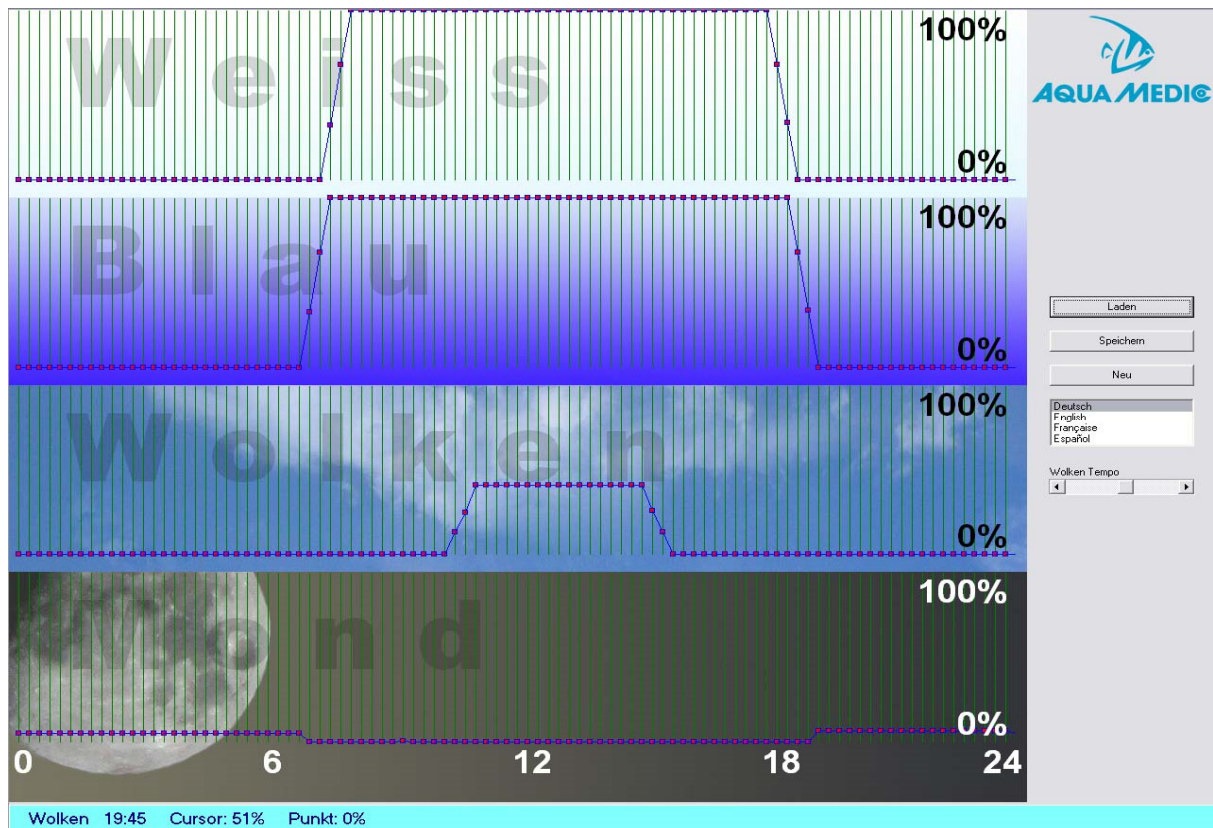 Weiss
100%
0%
AQUA MEDIC
Blau
100%
0%
Laden
Speichern
Neu
Deutsch
English
Française
Español
Wolken Tempo
Wolken
100%
0%
Mond
100%
0%
0 6 12 18 24
Wolken 19:45 Cursor: 51% Punkt: 0%